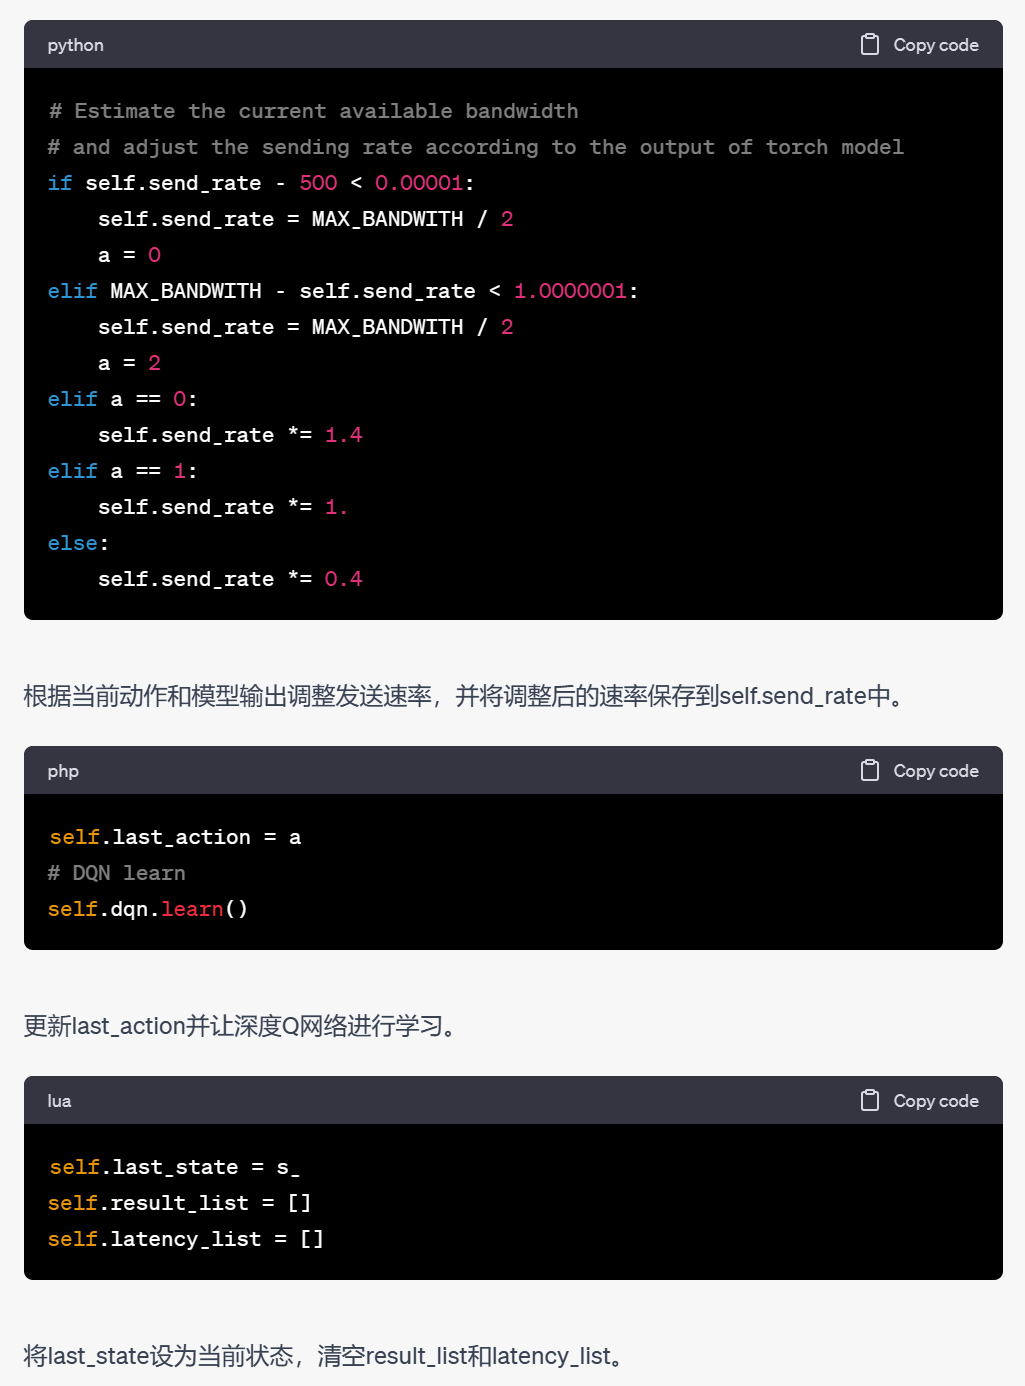 python Copy code
# Estimate the current available bandwidth
# and adjust the sending rate according to the output of torch model
if self.send_rate - 500 < 0.00001:
    self.send_rate = MAX_BANDWITH / 2
    a = 0
elif MAX_BANDWITH - self.send_rate < 1.0000001:
    self.send_rate = MAX_BANDWITH / 2
    a = 2
elif a == 0:
    self.send_rate *= 1.4
elif a == 1:
    self.send_rate *= 1.
else:
    self.send_rate *= 0.4
根据当前动作和模型输出调整发送速率，并将调整后的速率保存到self.send_rate中。
php Copy code
self.last_action = a
# DQN learn
self.dqn.learn()
更新last_action并让深度Q网络进行学习。
lua Copy code
self.last_state = s_
self.result_list = []
self.latency_list = []
将last_state设为当前状态，清空result_list和latency_list。